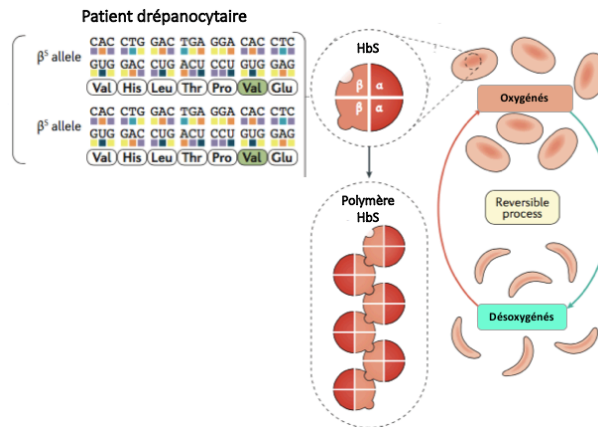 Patient drépanocytaire
CAC CTG GAC TGA GGA CAC CTC
βˢ allele
GUG GAC CUG ACU CCU GUG GAG
Val His Leu Thr Pro Val Glu
CAC CTG GAC TGA GGA CAC CTC
βˢ allele
GUG GAC CUG ACU CCU GUG GAG
Val His Leu Thr Pro Val Glu
HbS
β α
β α
Polymère
HbS
Oxygénés
Reversible
process
Désoxygénés